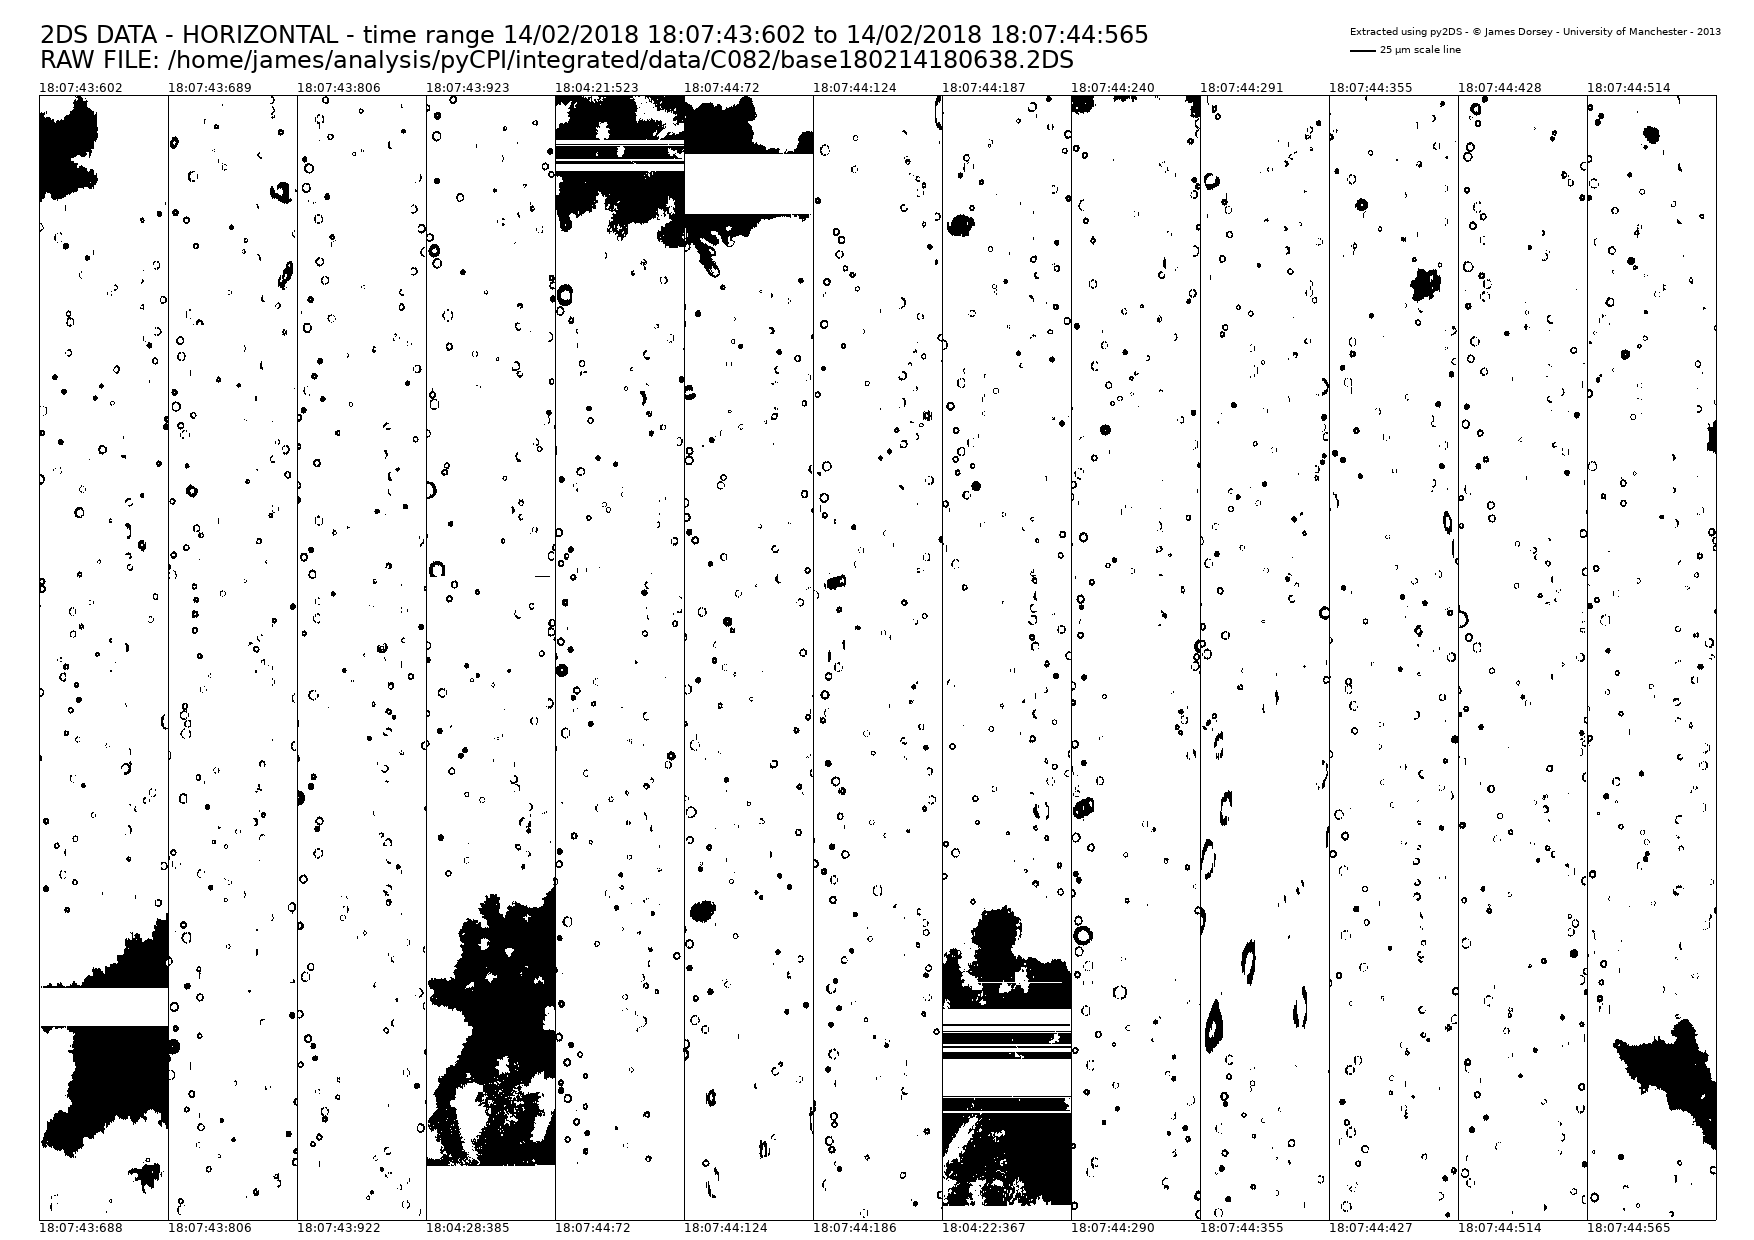 2DS DATA - HORIZONTAL - time range 14/02/2018 18:07:43:602 to 14/02/2018 18:07:44:565
RAW FILE: /home/james/analysis/pyCPI/integrated/data/C082/base180214180638.2DS
Extracted using py2DS - © James Dorsey - University of Manchester - 2013
25 µm scale line
18:07:43:602 18:07:43:689 18:07:43:806 18:07:43:923 18:04:21:523 18:07:44:72 18:07:44:124 18:07:44:187 18:07:44:240 18:07:44:291 18:07:44:355 18:07:44:428 18:07:44:514
18:07:43:688 18:07:43:806 18:07:43:922 18:04:28:385 18:07:44:72 18:07:44:124 18:07:44:186 18:04:22:367 18:07:44:290 18:07:44:355 18:07:44:427 18:07:44:514 18:07:44:565